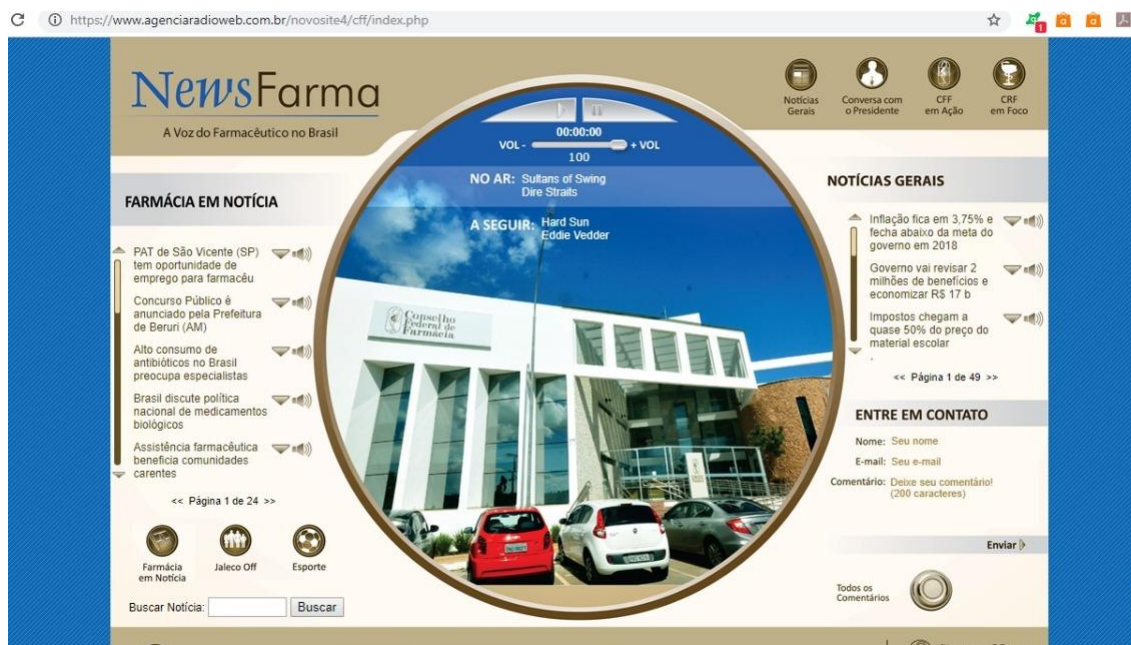 https://www.agenciaradioweb.com.br/novosite4/cff/index.php
1
NewsFarma
A Voz do Farmacêutico no Brasil
Notícias
Gerais
Conversa com
o Presidente
CFF
em Ação
CRF
em Foco
00:00:00
VOL - + VOL
100
NO AR: Sultans of Swing
Dire Straits
A SEGUIR: Hard Sun
Eddie Vedder
Conselho
Federal de
Farmácia
FARMÁCIA EM NOTÍCIA
PAT de São Vicente (SP)
tem oportunidade de
emprego para farmacêu
Concurso Público é
anunciado pela Prefeitura
de Beruri (AM)
Alto consumo de
antibióticos no Brasil
preocupa especialistas
Brasil discute política
nacional de medicamentos
biológicos
Assistência farmacêutica
beneficia comunidades
carentes
<< Página 1 de 24 >>
Farmácia
em Notícia
Jaleco Off
Esporte
Buscar Notícia: Buscar
NOTÍCIAS GERAIS
Inflação fica em 3,75% e
fecha abaixo da meta do
governo em 2018
Governo vai revisar 2
milhões de benefícios e
economizar R$ 17 b
Impostos chegam a
quase 50% do preço do
material escolar
<< Página 1 de 49 >>
ENTRE EM CONTATO
Nome: Seu nome
E-mail: Seu e-mail
Comentário: Deixe seu comentário!
(200 caracteres)
Enviar
Todos os
Comentários